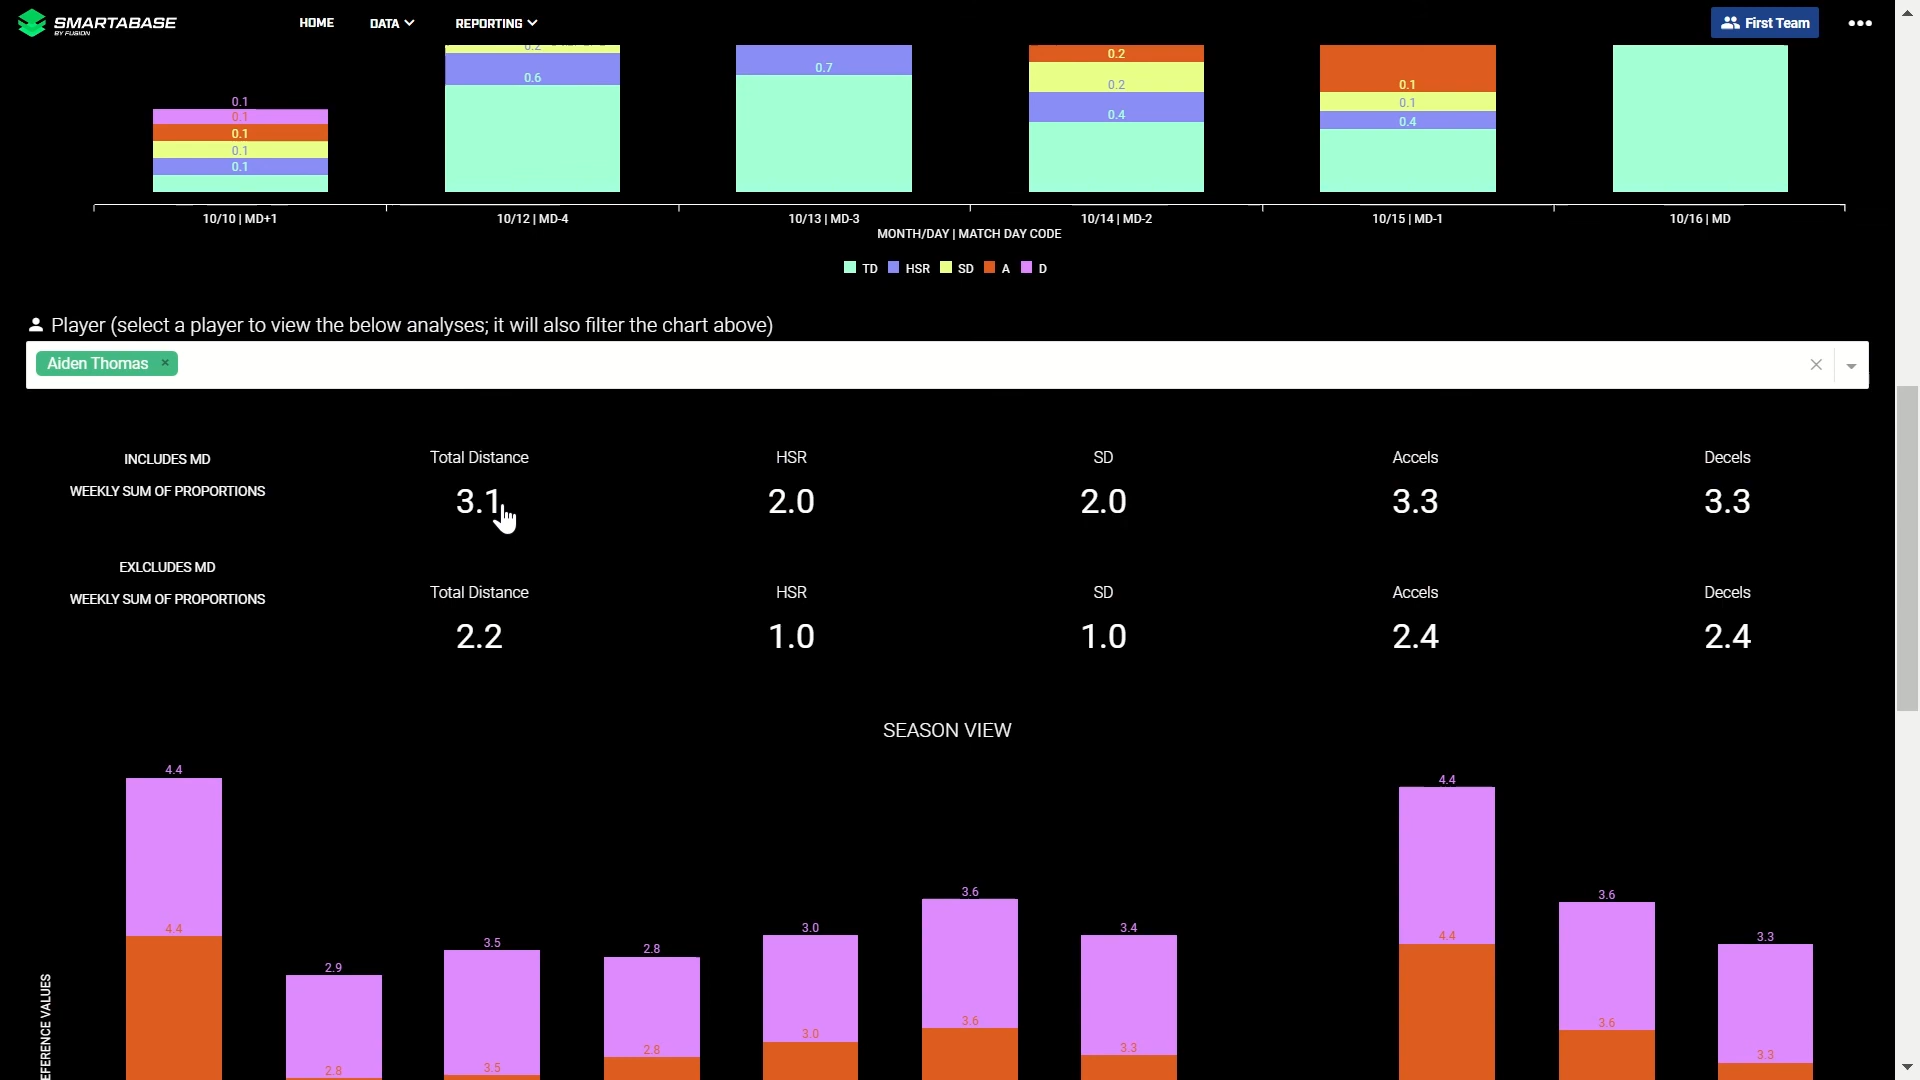 SMARTABASE
BY FUSION
HOME
DATA
REPORTING
First Team
0.1
0.1
0.1
0.1
0.1
0.2
0.6
0.7
0.2
0.2
0.4
0.1
0.1
0.4
10/10 | MD+1
10/12 | MD-4
10/13 | MD-3
10/14 | MD-2
10/15 | MD-1
10/16 | MD
MONTH/DAY | MATCH DAY CODE
TD HSR SD A D
Player (select a player to view the below analyses; it will also filter the chart above)
Aiden Thomas ×
INCLUDES MD
WEEKLY SUM OF PROPORTIONS
Total Distance
3.1
HSR
2.0
SD
2.0
Accels
3.3
Decels
3.3
EXLCLUDES MD
WEEKLY SUM OF PROPORTIONS
Total Distance
2.2
HSR
1.0
SD
1.0
Accels
2.4
Decels
2.4
SEASON VIEW
4.4
4.4
2.9
2.8
3.5
3.5
2.8
2.8
3.0
3.0
3.6
3.6
3.4
3.3
4.4
4.4
3.6
3.6
3.3
3.3
EFERENCE VALUES